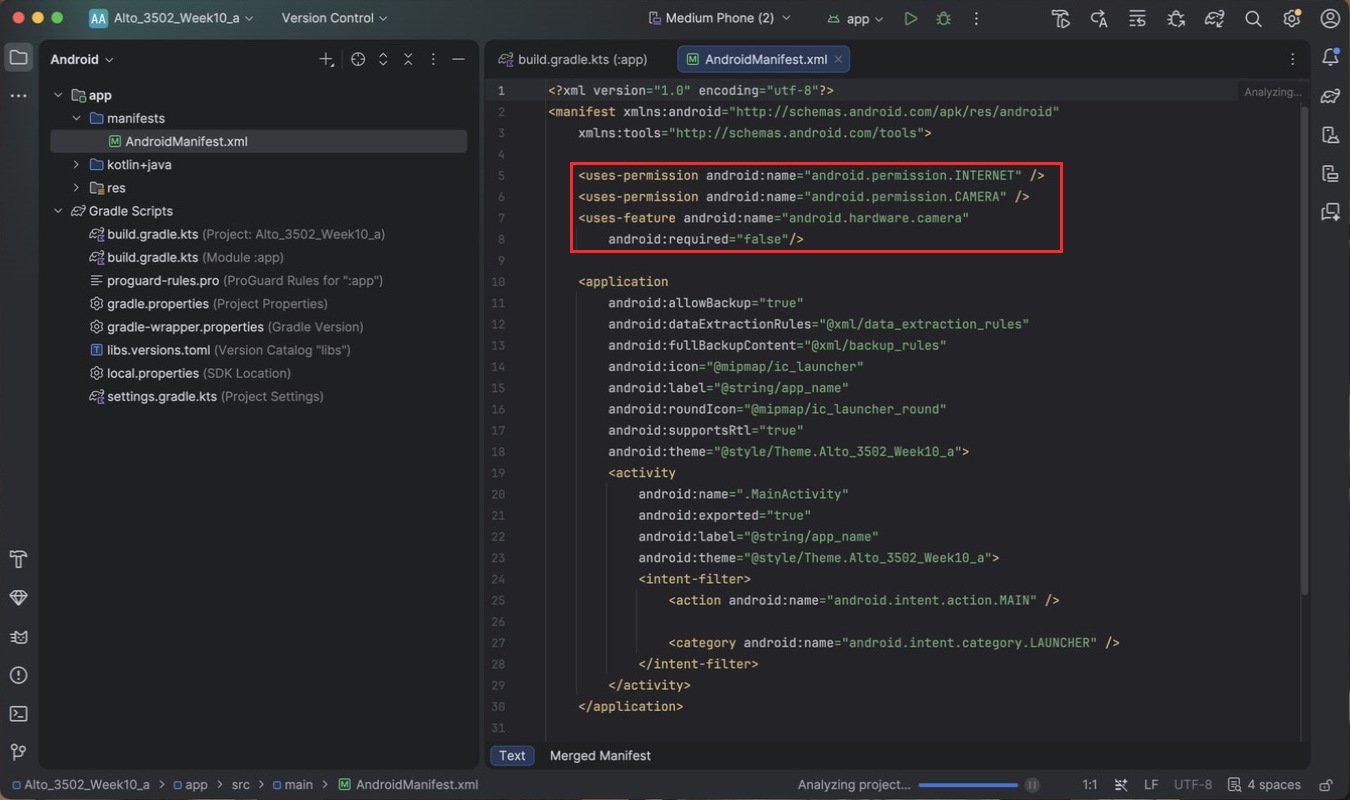 AA Alto_3502_Week10_a Version Control Medium Phone (2) app
Android
build.gradle.kts (:app) AndroidManifest.xml
Analyzing...
app
manifests
AndroidManifest.xml
kotlin+java
res
Gradle Scripts
build.gradle.kts (Project: Alto_3502_Week10_a)
build.gradle.kts (Module :app)
proguard-rules.pro (ProGuard Rules for ":app")
gradle.properties (Project Properties)
gradle-wrapper.properties (Gradle Version)
libs.versions.toml (Version Catalog "libs")
local.properties (SDK Location)
settings.gradle.kts (Project Settings)
1 <?xml version="1.0" encoding="utf-8"?>
2 <manifest xmlns:android="http://schemas.android.com/apk/res/android"
3 xmlns:tools="http://schemas.android.com/tools">
4
5 <uses-permission android:name="android.permission.INTERNET" />
6 <uses-permission android:name="android.permission.CAMERA" />
7 <uses-feature android:name="android.hardware.camera"
8 android:required="false"/>
9
10 <application
11 android:allowBackup="true"
12 android:dataExtractionRules="@xml/data_extraction_rules"
13 android:fullBackupContent="@xml/backup_rules"
14 android:icon="@mipmap/ic_launcher"
15 android:label="@string/app_name"
16 android:roundIcon="@mipmap/ic_launcher_round"
17 android:supportsRtl="true"
18 android:theme="@style/Theme.Alto_3502_Week10_a">
19 <activity
20 android:name=".MainActivity"
21 android:exported="true"
22 android:label="@string/app_name"
23 android:theme="@style/Theme.Alto_3502_Week10_a">
24 <intent-filter>
25 <action android:name="android.intent.action.MAIN" />
26
27 <category android:name="android.intent.category.LAUNCHER" />
28 </intent-filter>
29 </activity>
30 </application>
31
Text Merged Manifest
Alto_3502_Week10_a > app > src > main > AndroidManifest.xml Analyzing project... 1:1 LF UTF-8 4 spaces